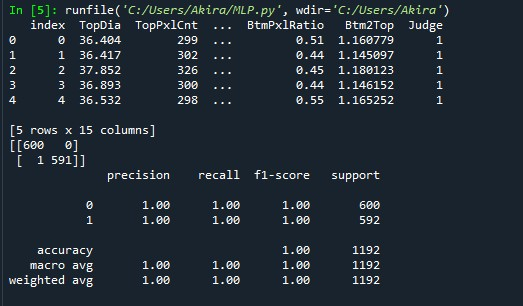 In [5]: runfile('C:/Users/Akira/MLP.py', wdir='C:/Users/Akira')
index TopDia TopPxlCnt ... BtmPxlRatio Btm2Top Judge
0 0 36.404 299 ... 0.51 1.160779 1
1 1 36.417 302 ... 0.44 1.145097 1
2 2 37.852 326 ... 0.45 1.180123 1
3 3 36.893 300 ... 0.44 1.146152 1
4 4 36.532 298 ... 0.55 1.165252 1
[5 rows x 15 columns]
[[600 0]
[ 1 591]]
precision recall f1-score support
0 1.00 1.00 1.00 600
1 1.00 1.00 1.00 592
accuracy 1.00 1192
macro avg 1.00 1.00 1.00 1192
weighted avg 1.00 1.00 1.00 1192